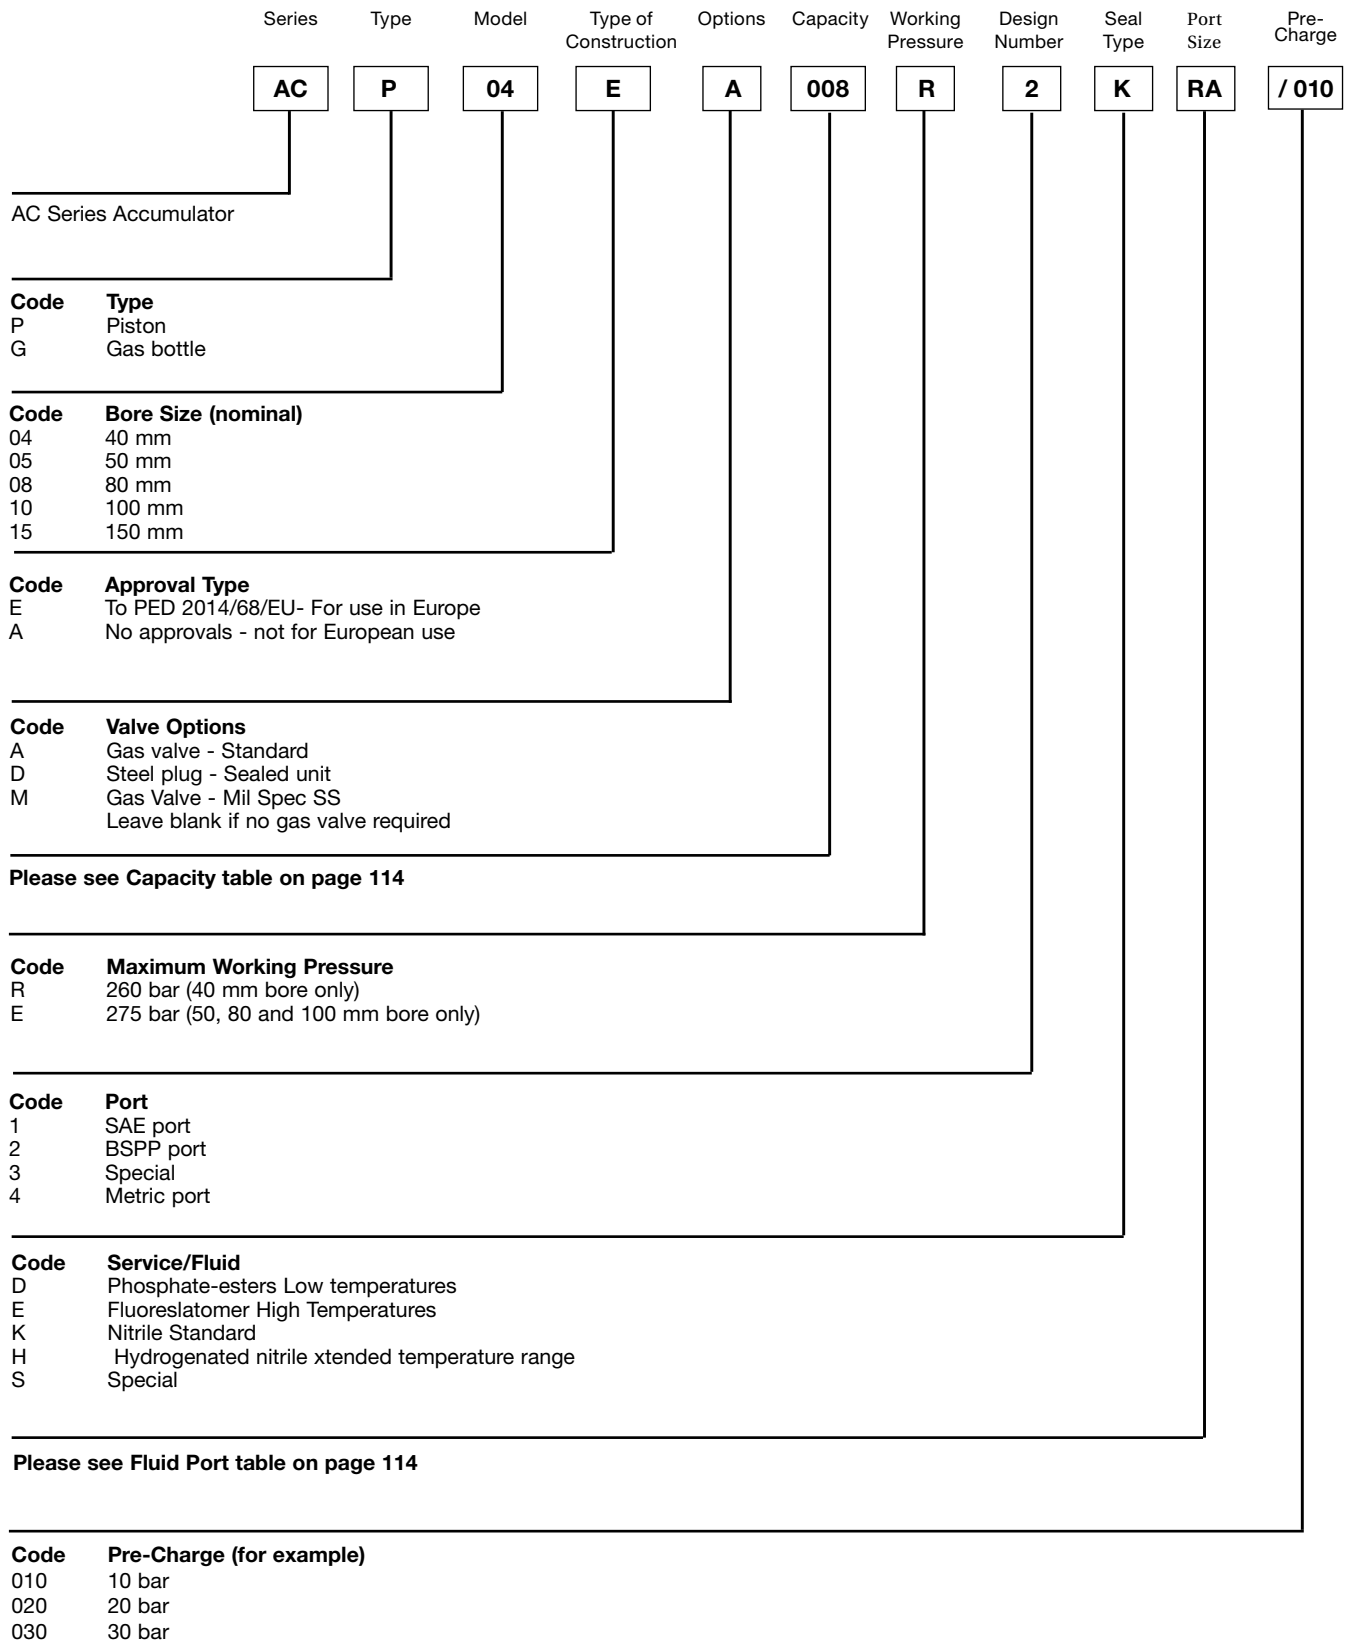 Series Type Model Type of Options Capacity Working Design Seal Port Pre-
Construction Pressure Number Type Size Charge
AC P 04 E A 008 R 2 K RA / 010
AC Series Accumulator
Code Type
P Piston
G Gas bottle
Code Bore Size (nominal)
04 40 mm
05 50 mm
08 80 mm
10 100 mm
15 150 mm
Code Approval Type
E To PED 2014/68/EU- For use in Europe
A No approvals - not for European use
Code Valve Options
A Gas valve - Standard
D Steel plug - Sealed unit
M Gas Valve - Mil Spec SS
Leave blank if no gas valve required
Please see Capacity table on page 114
Code Maximum Working Pressure
R 260 bar (40 mm bore only)
E 275 bar (50, 80 and 100 mm bore only)
Code Port
1 SAE port
2 BSPP port
3 Special
4 Metric port
Code Service/Fluid
D Phosphate-esters Low temperatures
E Fluoreslatomer High Temperatures
K Nitrile Standard
H Hydrogenated nitrile xtended temperature range
S Special
Please see Fluid Port table on page 114
Code Pre-Charge (for example)
010 10 bar
020 20 bar
030 30 bar